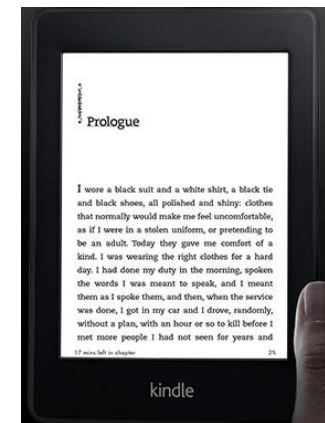 Prologue
I wore a black suit and a white shirt, a black tie
and black shoes, all polished and shiny: clothes
that normally would make me feel uncomfortable,
as if I were in a stolen uniform, or pretending to
be an adult. Today they gave me comfort of a
kind. I was wearing the right clothes for a hard
day. I had done my duty in the morning, spoken
the words I was meant to speak, and I meant
them as I spoke them, and then, when the service
was done, I got in my car and I drove, randomly,
without a plan, with an hour or so to kill before I
met more people I had not seen for years and
17 mins left in chapter 2%
kindle